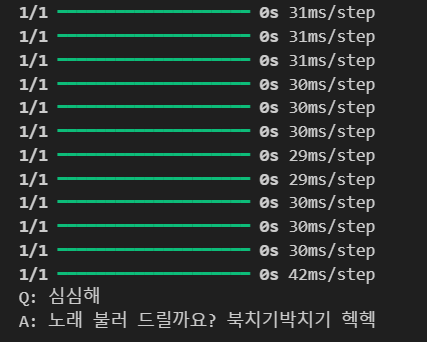 1/1 ━━━━━━━━━━━━━━━━━━━━ 0s 31ms/step
1/1 ━━━━━━━━━━━━━━━━━━━━ 0s 31ms/step
1/1 ━━━━━━━━━━━━━━━━━━━━ 0s 31ms/step
1/1 ━━━━━━━━━━━━━━━━━━━━ 0s 30ms/step
1/1 ━━━━━━━━━━━━━━━━━━━━ 0s 30ms/step
1/1 ━━━━━━━━━━━━━━━━━━━━ 0s 30ms/step
1/1 ━━━━━━━━━━━━━━━━━━━━ 0s 29ms/step
1/1 ━━━━━━━━━━━━━━━━━━━━ 0s 29ms/step
1/1 ━━━━━━━━━━━━━━━━━━━━ 0s 30ms/step
1/1 ━━━━━━━━━━━━━━━━━━━━ 0s 30ms/step
1/1 ━━━━━━━━━━━━━━━━━━━━ 0s 30ms/step
1/1 ━━━━━━━━━━━━━━━━━━━━ 0s 42ms/step
Q: 심심해
A: 노래 불러 드릴까요? 북치기박치기 헥헥